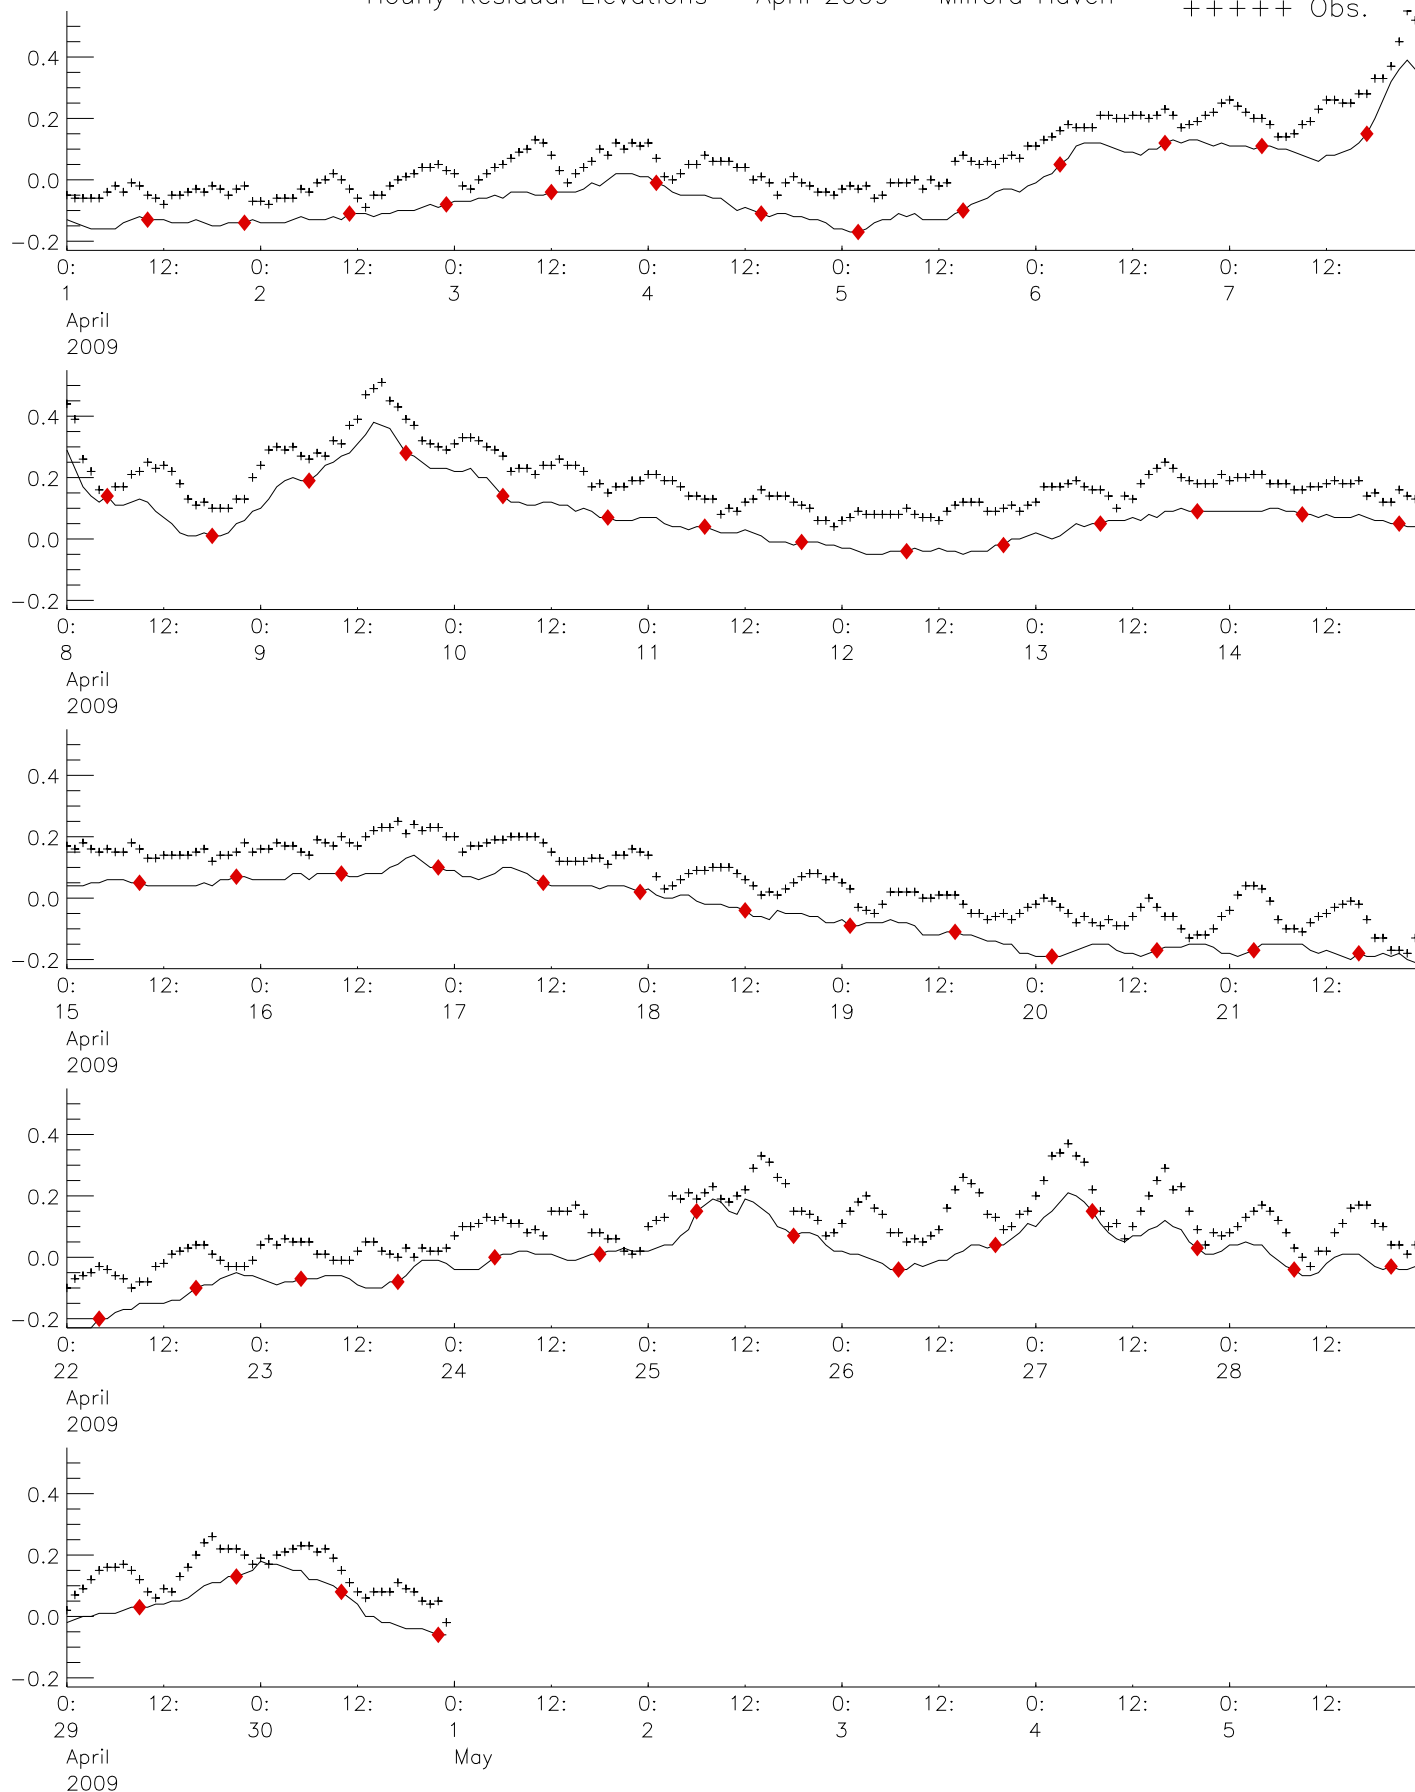 Hourly Residual Elevations April 2009 Milford Haven
+++++ Obs.
0.4
0.2
0.0
−0.2
0: 12: 0: 12: 0: 12: 0: 12: 0: 12: 0: 12: 0: 12:
1 2 3 4 5 6 7
April
2009
0.4
0.2
0.0
−0.2
0: 12: 0: 12: 0: 12: 0: 12: 0: 12: 0: 12: 0: 12:
8 9 10 11 12 13 14
April
2009
0.4
0.2
0.0
−0.2
0: 12: 0: 12: 0: 12: 0: 12: 0: 12: 0: 12: 0: 12:
15 16 17 18 19 20 21
April
2009
0.4
0.2
0.0
−0.2
0: 12: 0: 12: 0: 12: 0: 12: 0: 12: 0: 12: 0: 12:
22 23 24 25 26 27 28
April
2009
0.4
0.2
0.0
−0.2
0: 12: 0: 12: 0: 12: 0: 12: 0: 12: 0: 12: 0: 12:
29 30 1 2 3 4 5
April May
2009